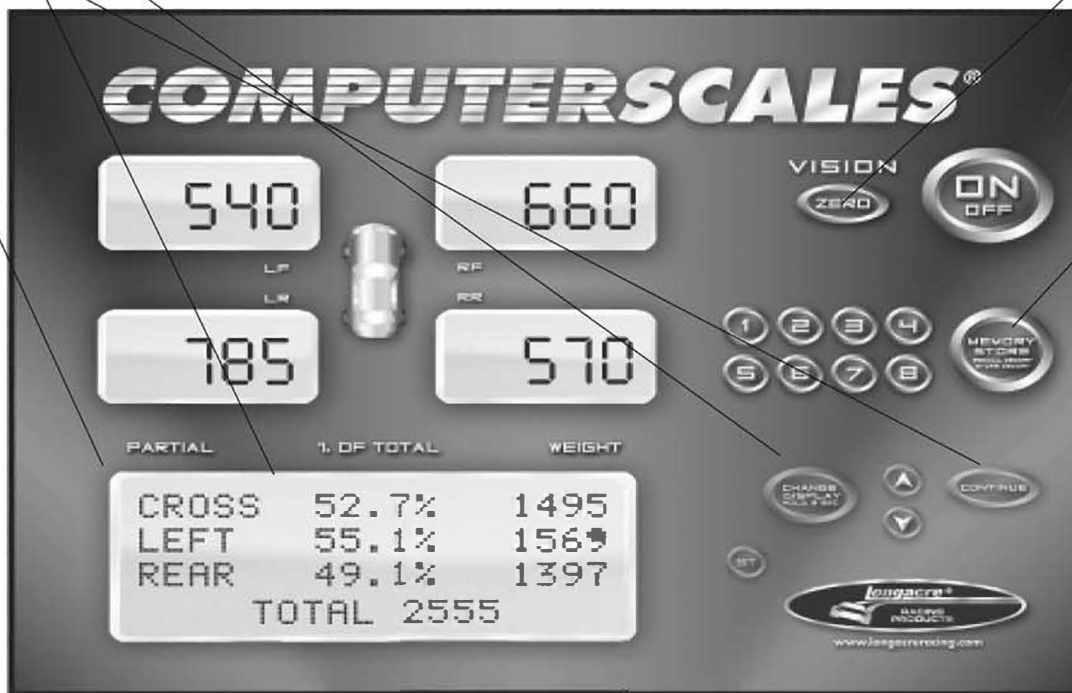 COMPUTERSCALES®
540
660
VISION
ZERO
ON
OFF
LF
RF
LR
RR
785
570
1 2 3 4
5 6 7 8
MEMORY
STORE
PARTIAL
% OF TOTAL
WEIGHT
CROSS 52.7% 1495
LEFT 55.1%
REAR 49.1% 1397
TOTAL 2555
CHANGE
DISPLAY
CONTINUE
Longacre®
RACING
PRODUCTS
www.longacreracing.com